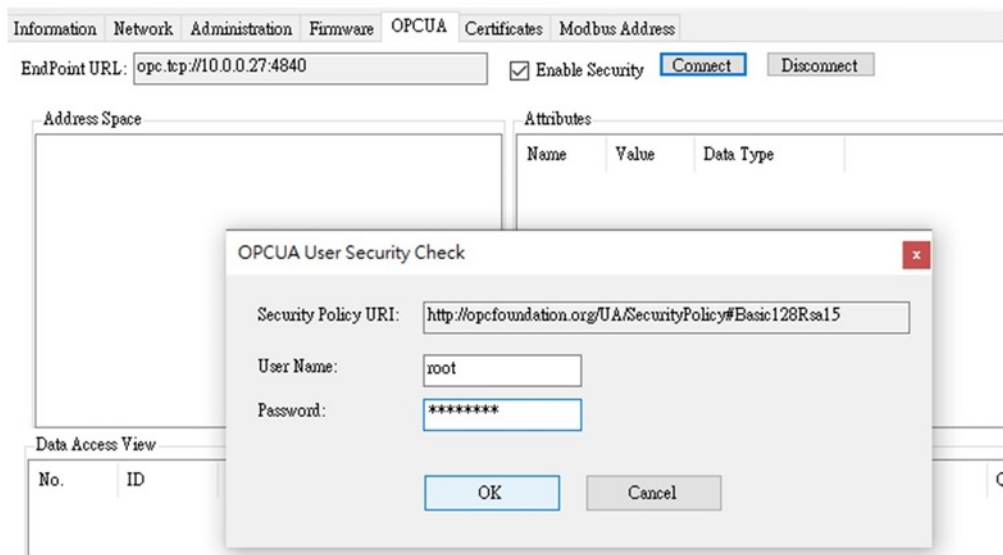 Information Network Administration Firmware OPCUA Certificates Modbus Address
EndPoint URL: opc.tcp://10.0.0.27:4840 Enable Security Connect Disconnect
Address Space Attributes
Name Value Data Type
OPCUA User Security Check x
Security Policy URI: http://opcfoundation.org/UA/SecurityPolicy#Basic128Rsa15
User Name: root
Password: ********
Data Access View
No. ID
OK Cancel